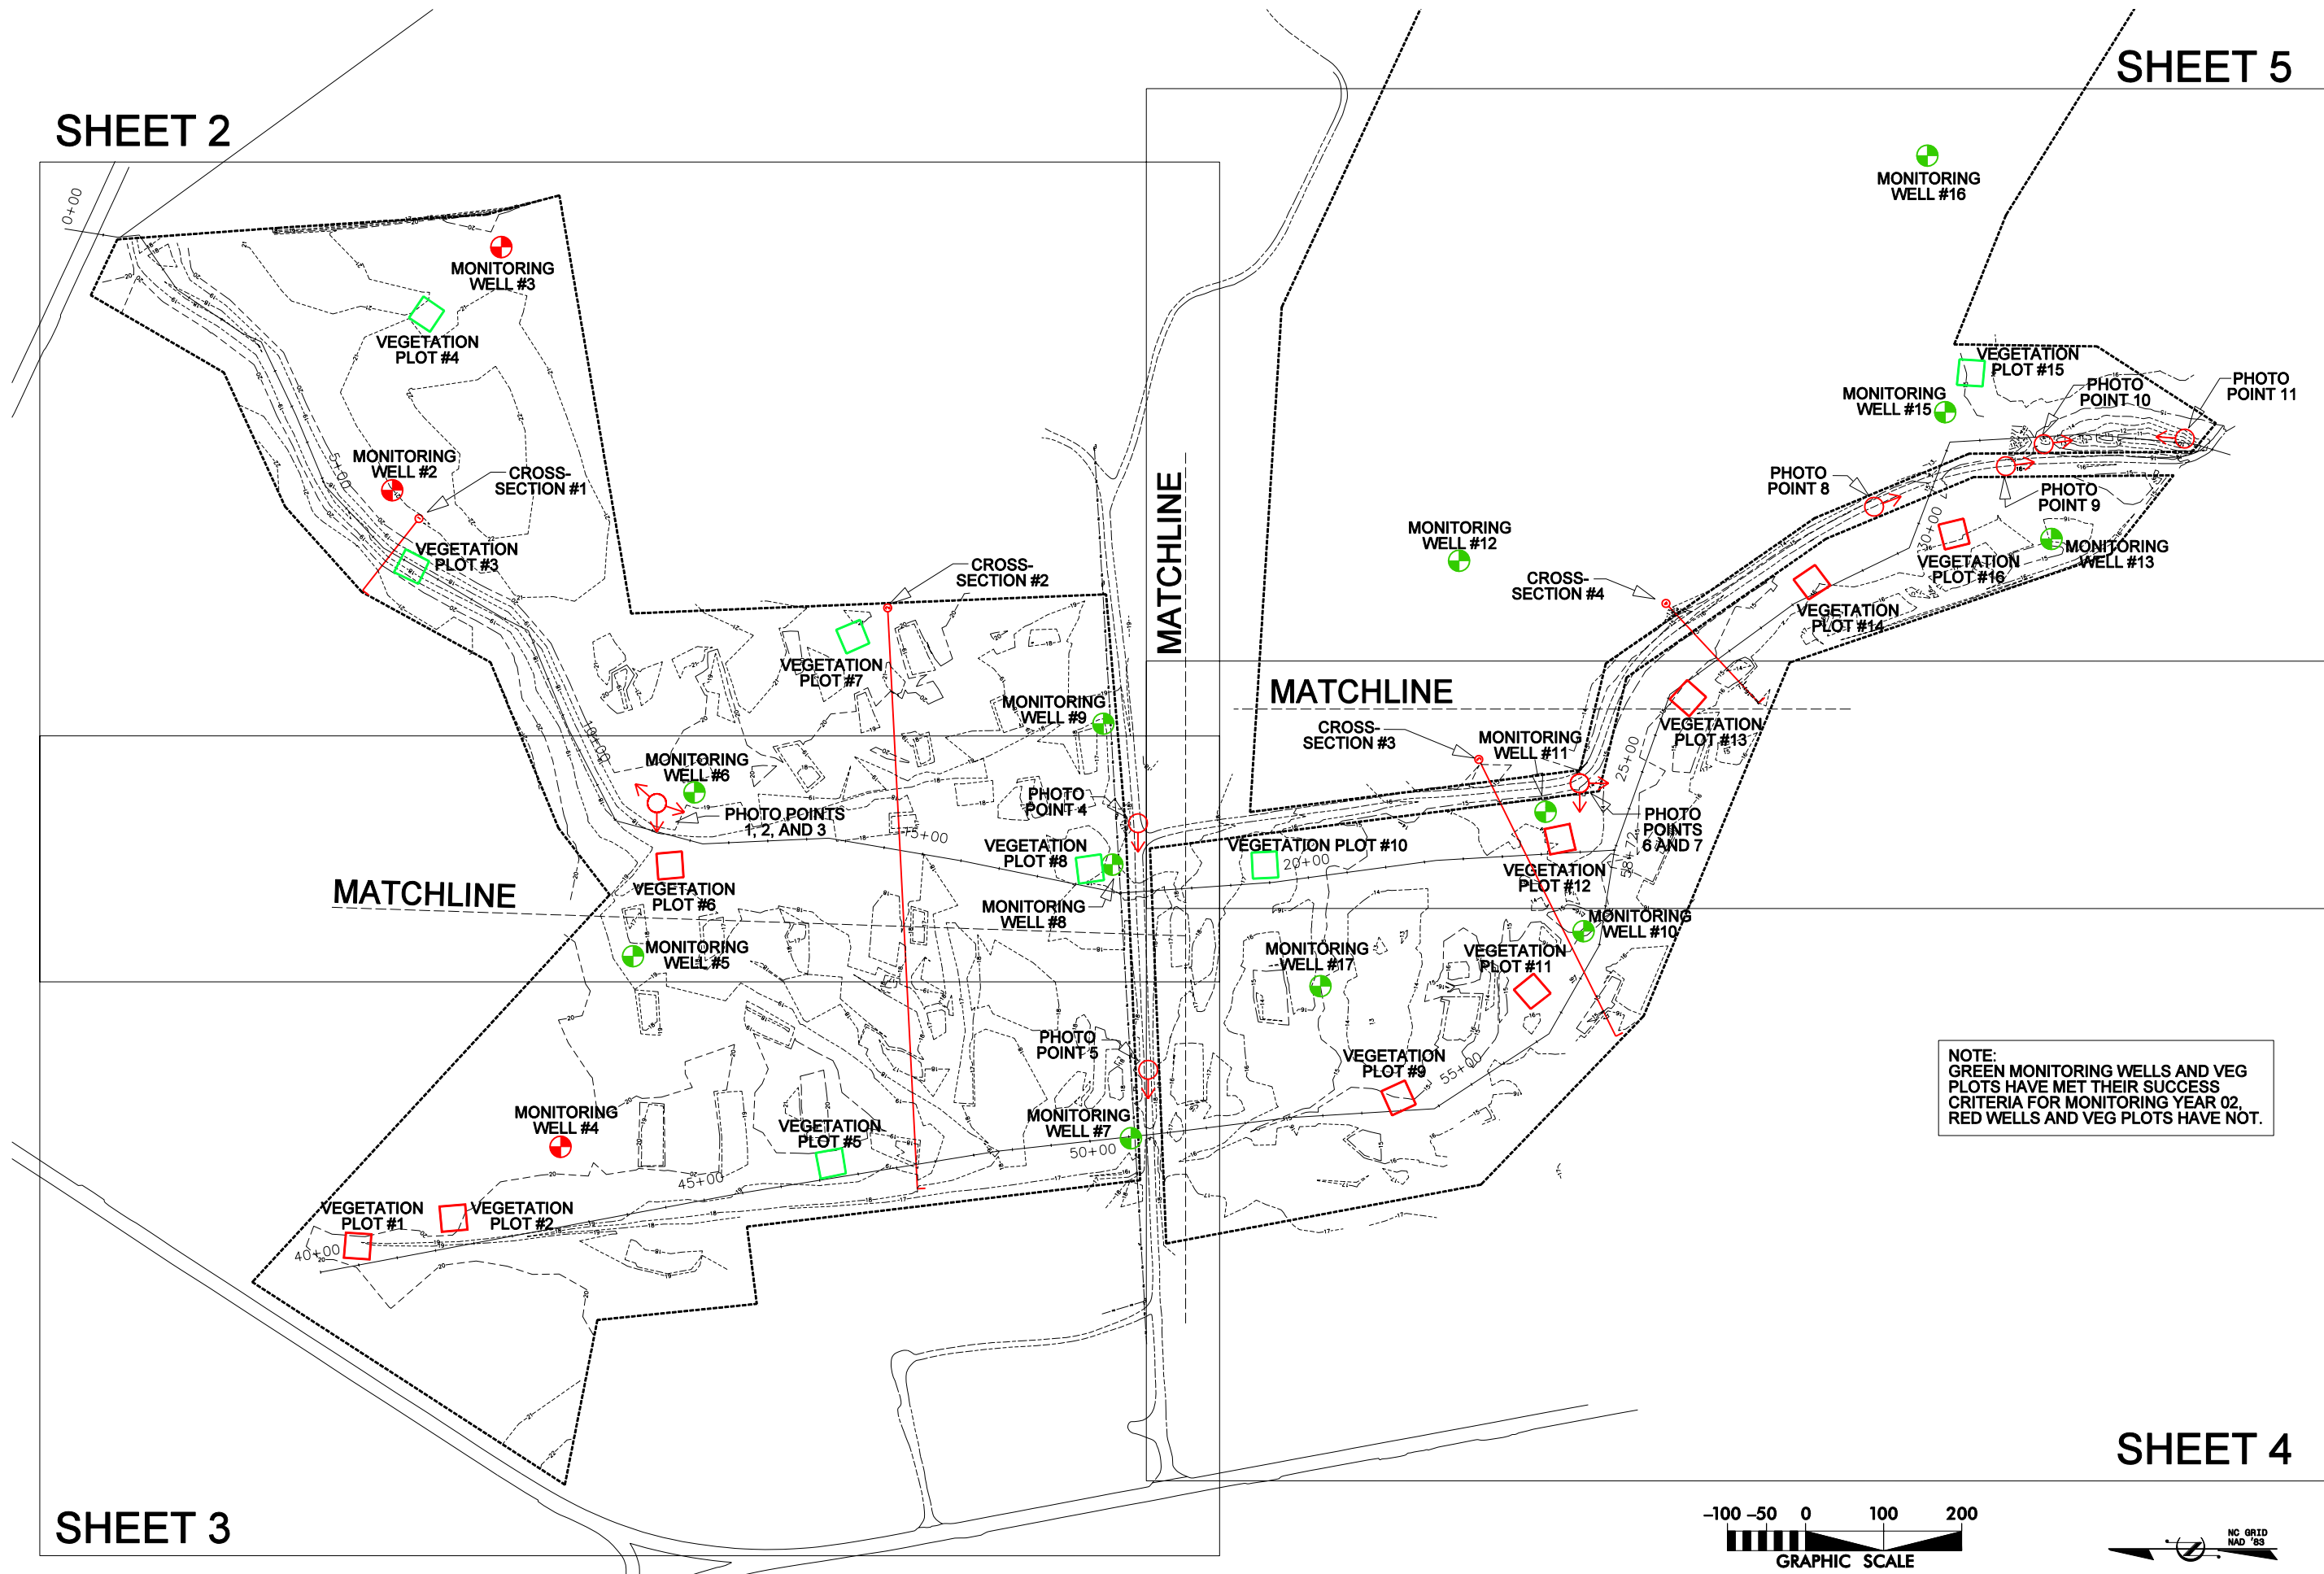 SHEET 5
SHEET 2
MONITORING
WELL #16
0+00
MONITORING
WELL #3
VEGETATION
PLOT #4
VEGETATION
PLOT #15
PHOTO
POINT 10
PHOTO
POINT 11
MONITORING
WELL #15
MONITORING
WELL #2
5+00
CROSS-
SECTION #1
MATCHLINE
PHOTO
POINT 8
PHOTO
POINT 9
MONITORING
WELL #12
30+00
VEGETATION
PLOT #3
VEGETATION
PLOT #16
MONITORING
WELL #13
CROSS-
SECTION #2
CROSS-
SECTION #4
VEGETATION
PLOT #14
VEGETATION
PLOT #7
MATCHLINE
MONITORING
WELL #9
CROSS-
SECTION #3
MONITORING
WELL #11
VEGETATION
PLOT #13
10+00
25+00
MONITORING
WELL #6
PHOTO POINTS
1, 2, AND 3
PHOTO
POINT 4
PHOTO
POINTS
6 AND 7
15+00
VEGETATION
PLOT #8
VEGETATION PLOT #10
20+00
58+72
VEGETATION
PLOT #12
MATCHLINE
VEGETATION
PLOT #6
MONITORING
WELL #8
MONITORING
WELL #10
MONITORING
WELL #5
MONITORING
WELL #17
VEGETATION
PLOT #11
PHOTO
POINT 5
VEGETATION
PLOT #9
55+00
NOTE:
GREEN MONITORING WELLS AND VEG
PLOTS HAVE MET THEIR SUCCESS
CRITERIA FOR MONITORING YEAR 02,
RED WELLS AND VEG PLOTS HAVE NOT.
MONITORING
WELL #4
VEGETATION
PLOT #5
MONITORING
WELL #7
50+00
45+00
VEGETATION
PLOT #1
VEGETATION
PLOT #2
40+00
SHEET 4
SHEET 3
-100 -50 0 100 200
GRAPHIC SCALE
NC GRID
NAD '83